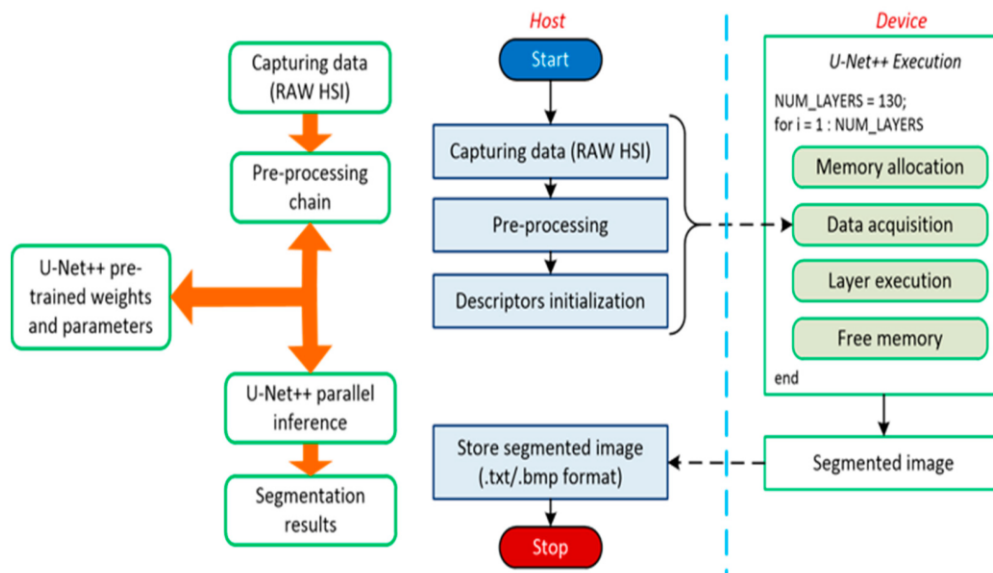 Capturing data
(RAW HSI)
Pre-processing
chain
U-Net++ pre-
trained weights
and parameters
U-Net++ parallel
inference
Segmentation
results
Host
Start
Capturing data (RAW HSI)
Pre-processing
Descriptors initialization
Store segmented image
(.txt/.bmp format)
Stop
Device
U-Net++ Execution
NUM_LAYERS = 130;
for i = 1 : NUM_LAYERS
Memory allocation
Data acquisition
Layer execution
Free memory
end
Segmented image